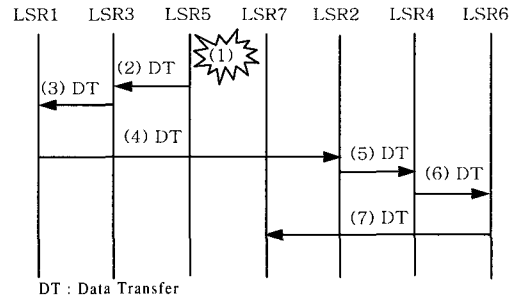 LSR1 LSR3 LSR5 LSR7 LSR2 LSR4 LSR6
(1)
(2) DT
(3) DT
(4) DT
(5) DT
(6) DT
(7) DT
DT : Data Transfer